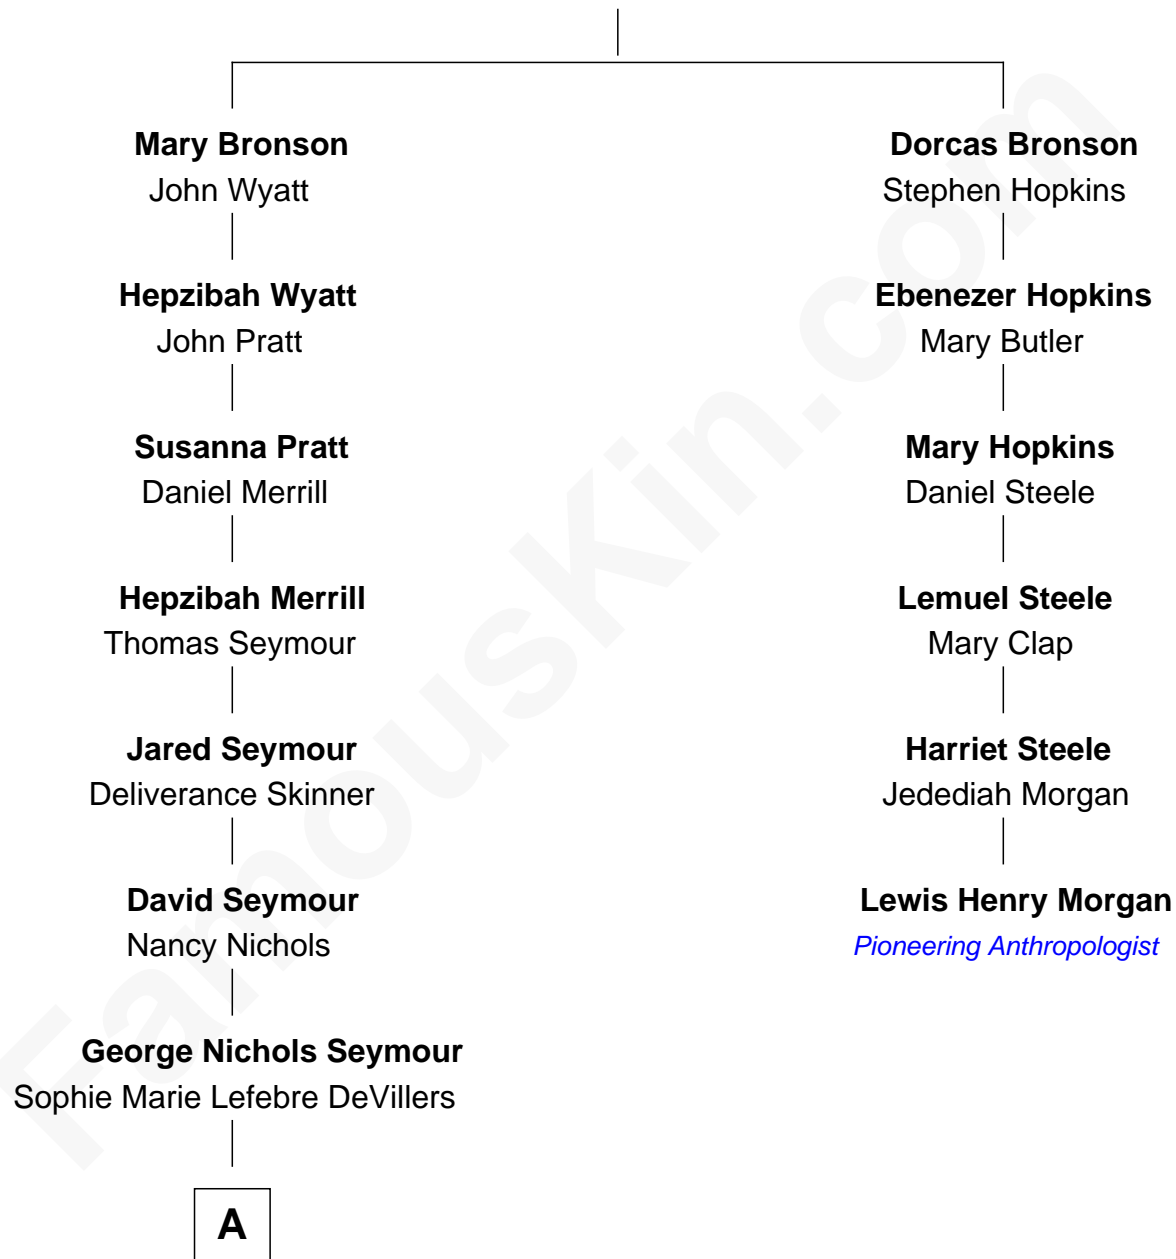 Mary Bronson
John Wyatt
Hepzibah Wyatt
John Pratt
Susanna Pratt
Daniel Merrill
Hepzibah Merrill
Thomas Seymour
Jared Seymour
Deliverance Skinner
David Seymour
Nancy Nichols
George Nichols Seymour
Sophie Marie Lefebre DeVillers
A
Dorcas Bronson
Stephen Hopkins
Ebenezer Hopkins
Mary Butler
Mary Hopkins
Daniel Steele
Lemuel Steele
Mary Clap
Harriet Steele
Jedediah Morgan
Lewis Henry Morgan
Pioneering Anthropologist
FamousKin.com